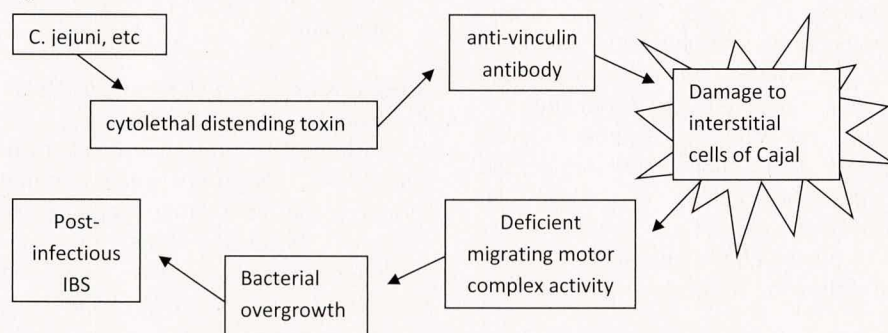 C. jejuni, etc
cytolethal distending toxin
anti-vinculin
antibody
Damage to
interstitial
cells of Cajal
Deficient
migrating motor
complex activity
Bacterial
overgrowth
Post-
infectious
IBS